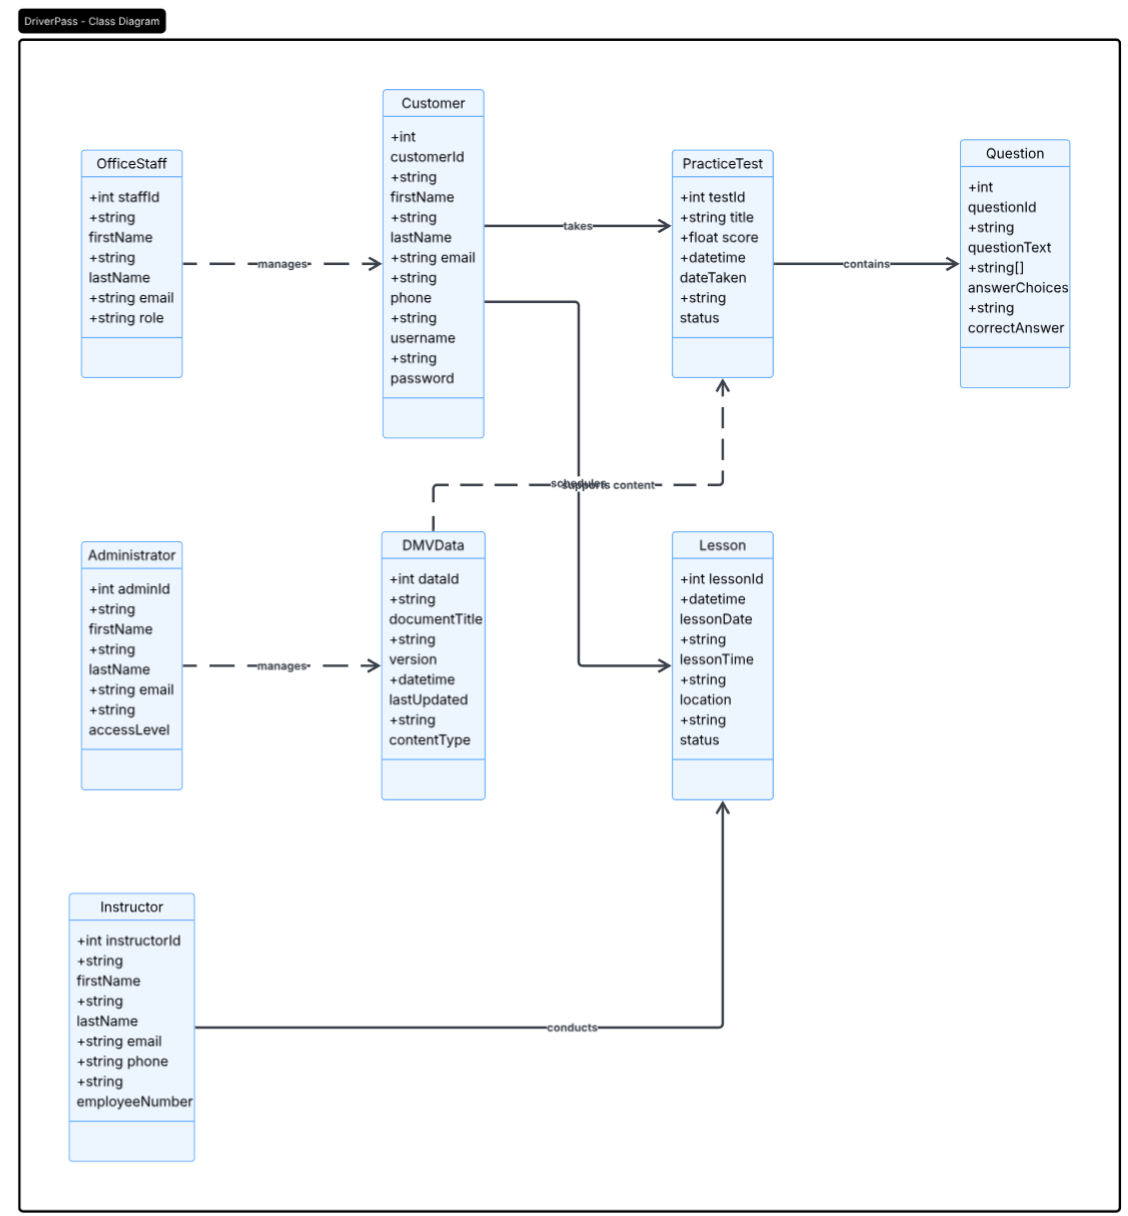 DriverPass - Class Diagram
Customer
+int
customerId
+string
firstName
+string
lastName
+string email
+string
phone
+string
username
+string
password
OfficeStaff
+int staffId
+string
firstName
+string
lastName
+string email
+string role
manages
takes
PracticeTest
+int testId
+string title
+float score
+datetime
dateTaken
+string
status
contains
Question
+int
questionId
+string
questionText
+string[]
answerChoices
+string
correctAnswer
schedules
supports content
Administrator
+int adminId
+string
firstName
+string
lastName
+string email
+string
accessLevel
manages
DMVData
+int dataId
+string
documentTitle
+string
version
+datetime
lastUpdated
+string
contentType
Lesson
+int lessonId
+datetime
lessonDate
+string
lessonTime
+string
location
+string
status
Instructor
+int instructorId
+string
firstName
+string
lastName
+string email
+string phone
+string
employeeNumber
conducts